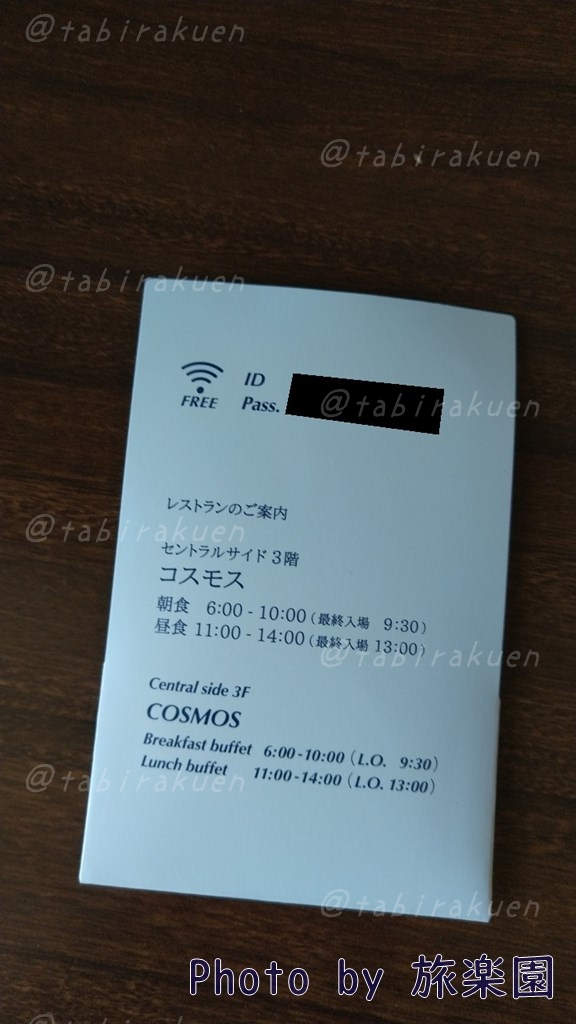 @tabirakuen
@tabirakuen
@tabirakuen
FREE
ID
Pass.
@tabirakuen
レストランのご案内
@tabirakuen
セントラルサイド 3階
コスモス
朝食 6:00 - 10:00 (最終入場 9:30)
昼食 11:00 - 14:00 (最終入場 13:00)
@tabirakuen
Central side 3F
COSMOS
Breakfast buffet 6:00-10:00 (L.O. 9:30)
Lunch buffet 11:00-14:00 (L.O. 13:00)
@tabirakuen
@tabirakuen
Photo by 旅楽園